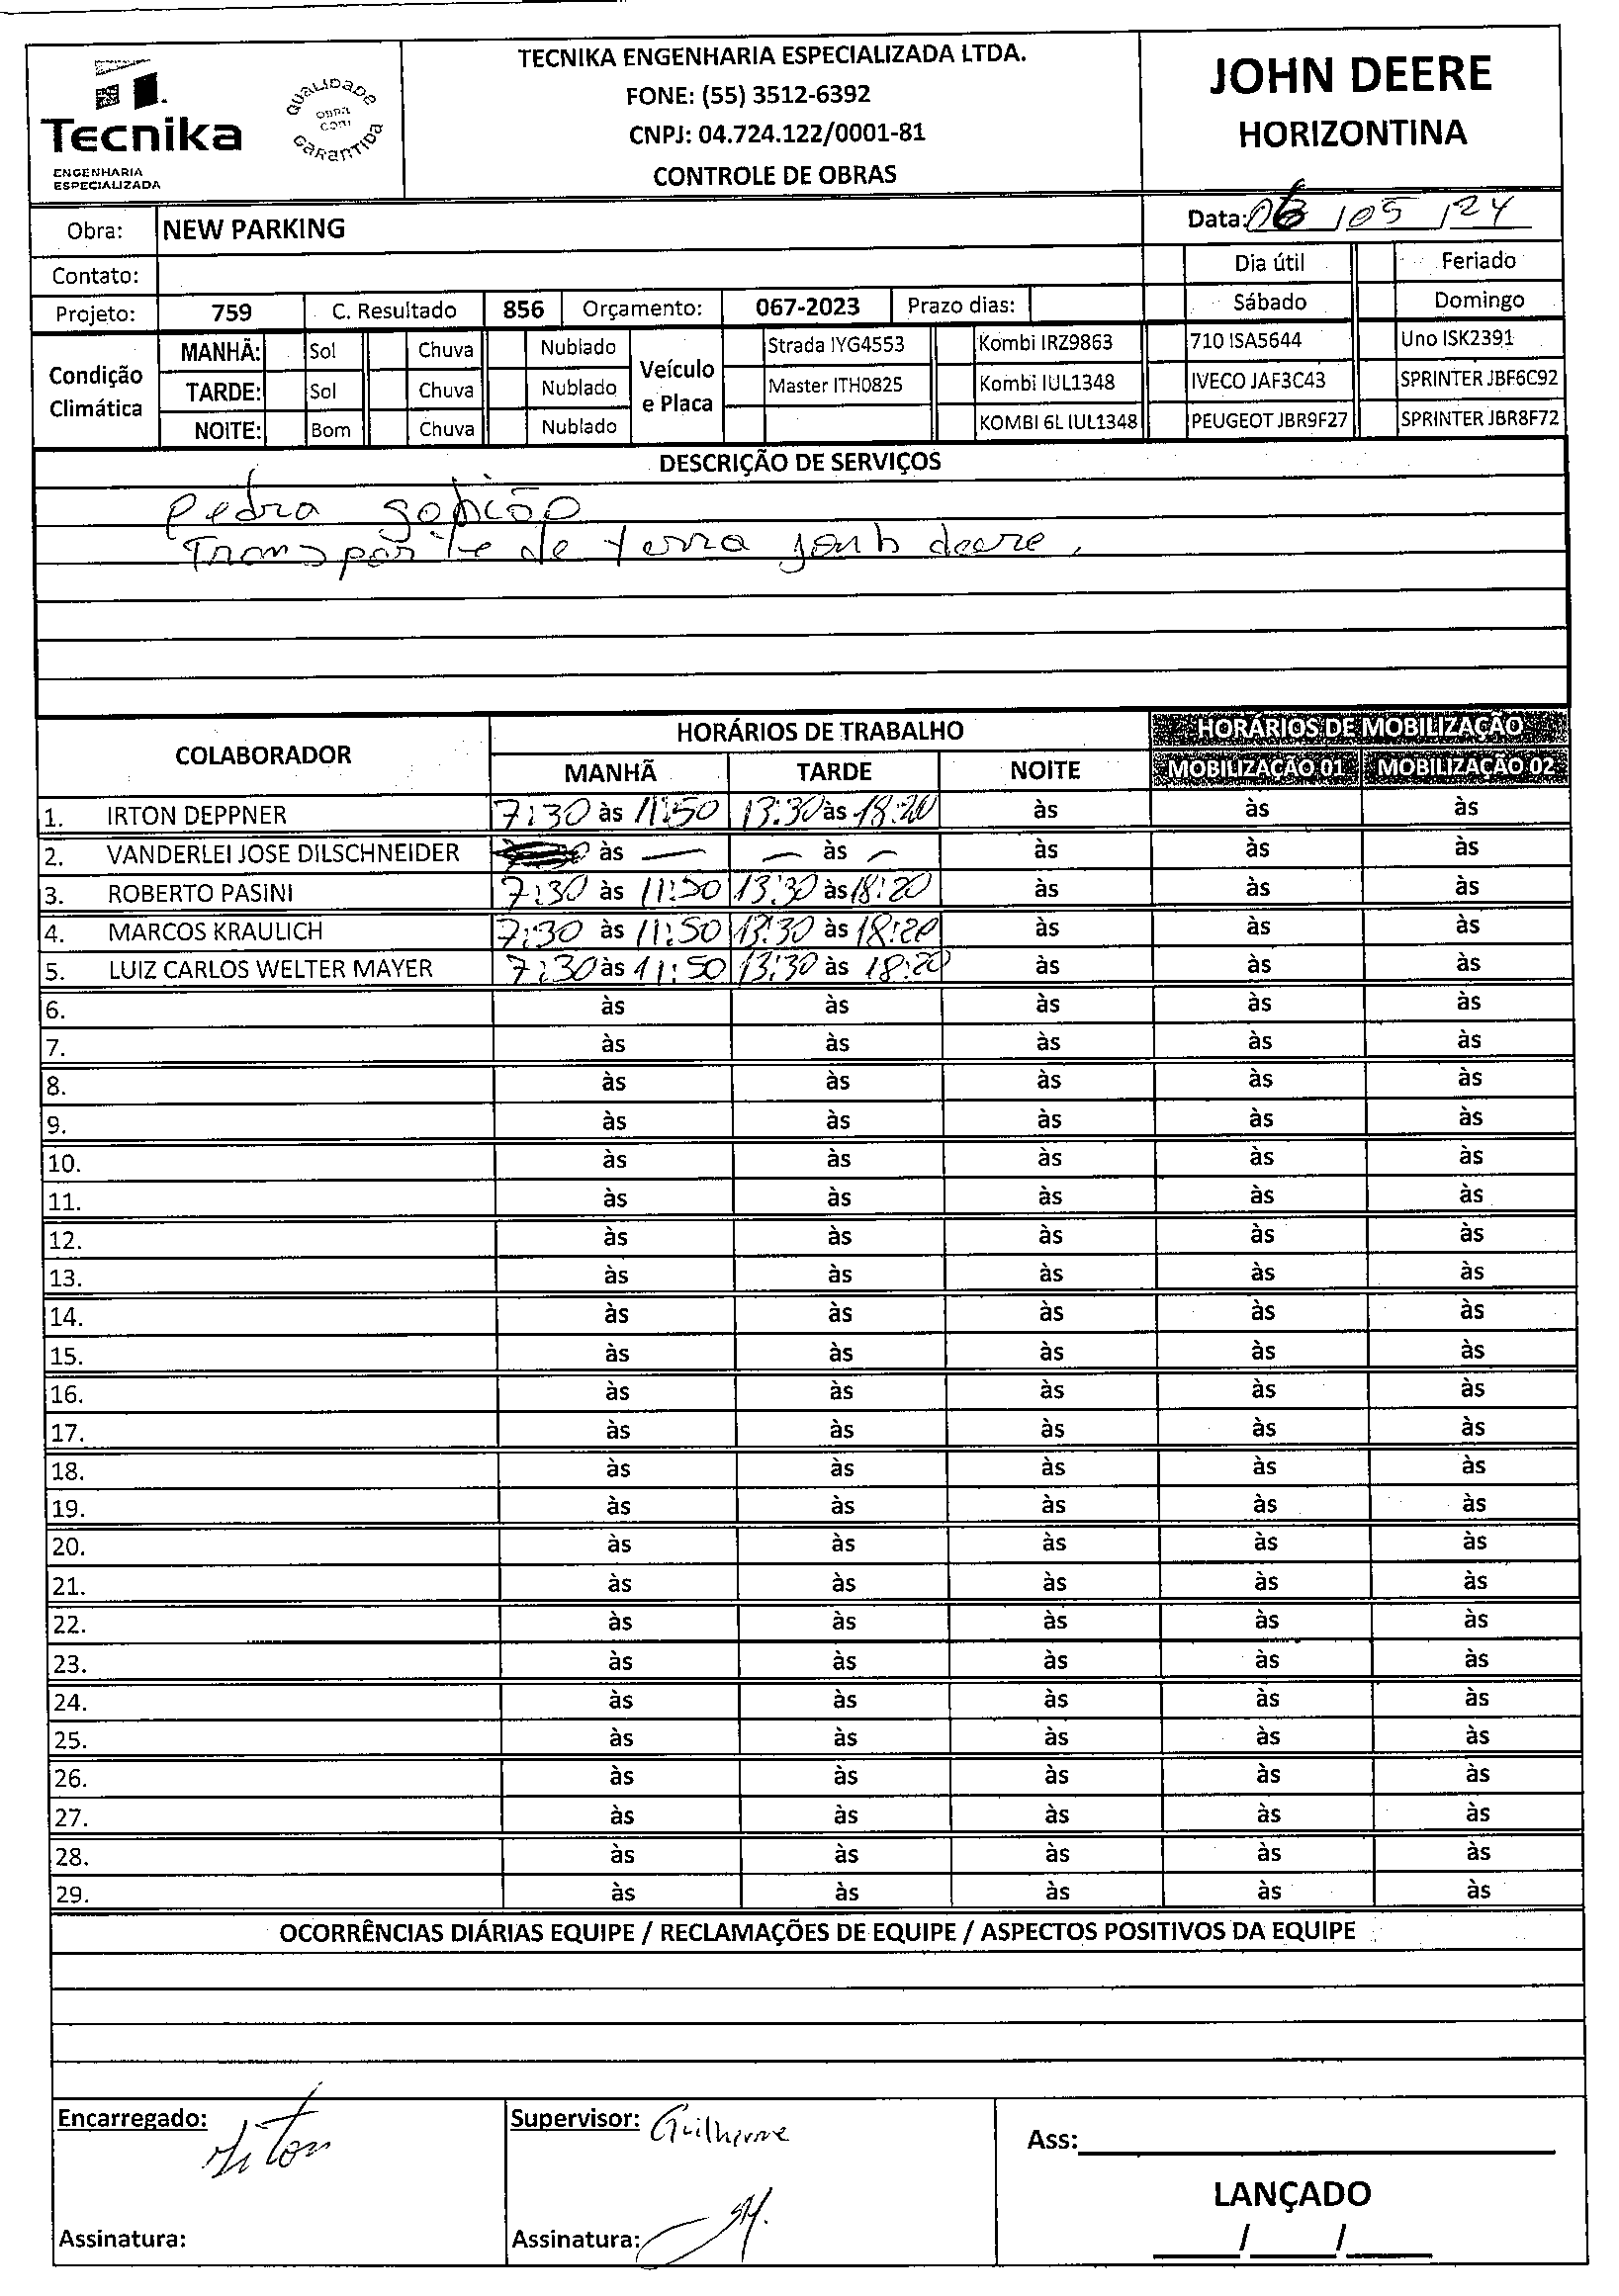 TECNIKA ENGENHARIA ESPECIALIZADA LTDA.
FONE: (55) 3512-6392
CNPJ: 04.724.122/0001-81
CONTROLE DE OBRAS
Tecnika
ENGENHARIA
ESPECIALIZADA
QUALIDADE
OBRA
COM
GARANTIDA
JOHN DEERE
HORIZONTINA
Obra: NEW PARKING
Data: 06/05/24
Contato:
Dia útil Feriado
Projeto: 759 C. Resultado 856 Orçamento: 067-2023 Prazo dias: Sábado Domingo
Condição Climática
MANHÃ: Sol Chuva Nublado
TARDE: Sol Chuva Nublado
NOITE: Bom Chuva Nublado
Veículo e Placa
Strada IYG4553 Kombi IRZ9863 710 ISA5644 Uno ISK2391
Master ITH0825 Kombi IUL1348 IVECO JAF3C43 SPRINTER JBF6C92
KOMBI 6L IUL1348 PEUGEOT JBR9F27 SPRINTER JBR8F72
DESCRIÇÃO DE SERVIÇOS
Pedra gabião
Transporte de terra jonh deere.
COLABORADOR HORÁRIOS DE TRABALHO HORÁRIOS DE MOBILIZAÇÃO
MANHÃ TARDE NOITE MOBILIZAÇÃO 01 MOBILIZAÇÃO 02
1. IRTON DEPPNER 7:30 às 11:50 13:30 às 18:20 às às às
2. VANDERLEI JOSE DILSCHNEIDER às — — às — às às às
3. ROBERTO PASINI 7:30 às 11:50 13:30 às 18:20 às às às
4. MARCOS KRAULICH 7:30 às 11:50 13:30 às 18:20 às às às
5. LUIZ CARLOS WELTER MAYER 7:30 às 11:50 13:30 às 18:20 às às às
6. às às às às às
7. às às às às às
8. às às às às às
9. às às às às às
10. às às às às às
11. às às às às às
12. às às às às às
13. às às às às às
14. às às às às às
15. às às às às às
16. às às às às às
17. às às às às às
18. às às às às às
19. às às às às às
20. às às às às às
21. às às às às às
22. às às às às às
23. às às às às às
24. às às às às às
25. às às às às às
26. às às às às às
27. às às às às às
28. às às às às às
29. às às às às às
OCORRÊNCIAS DIÁRIAS EQUIPE / RECLAMAÇÕES DE EQUIPE / ASPECTOS POSITIVOS DA EQUIPE
Encarregado: Irton
Supervisor: Guilherme
Ass:
LANÇADO
Assinatura:
Assinatura: